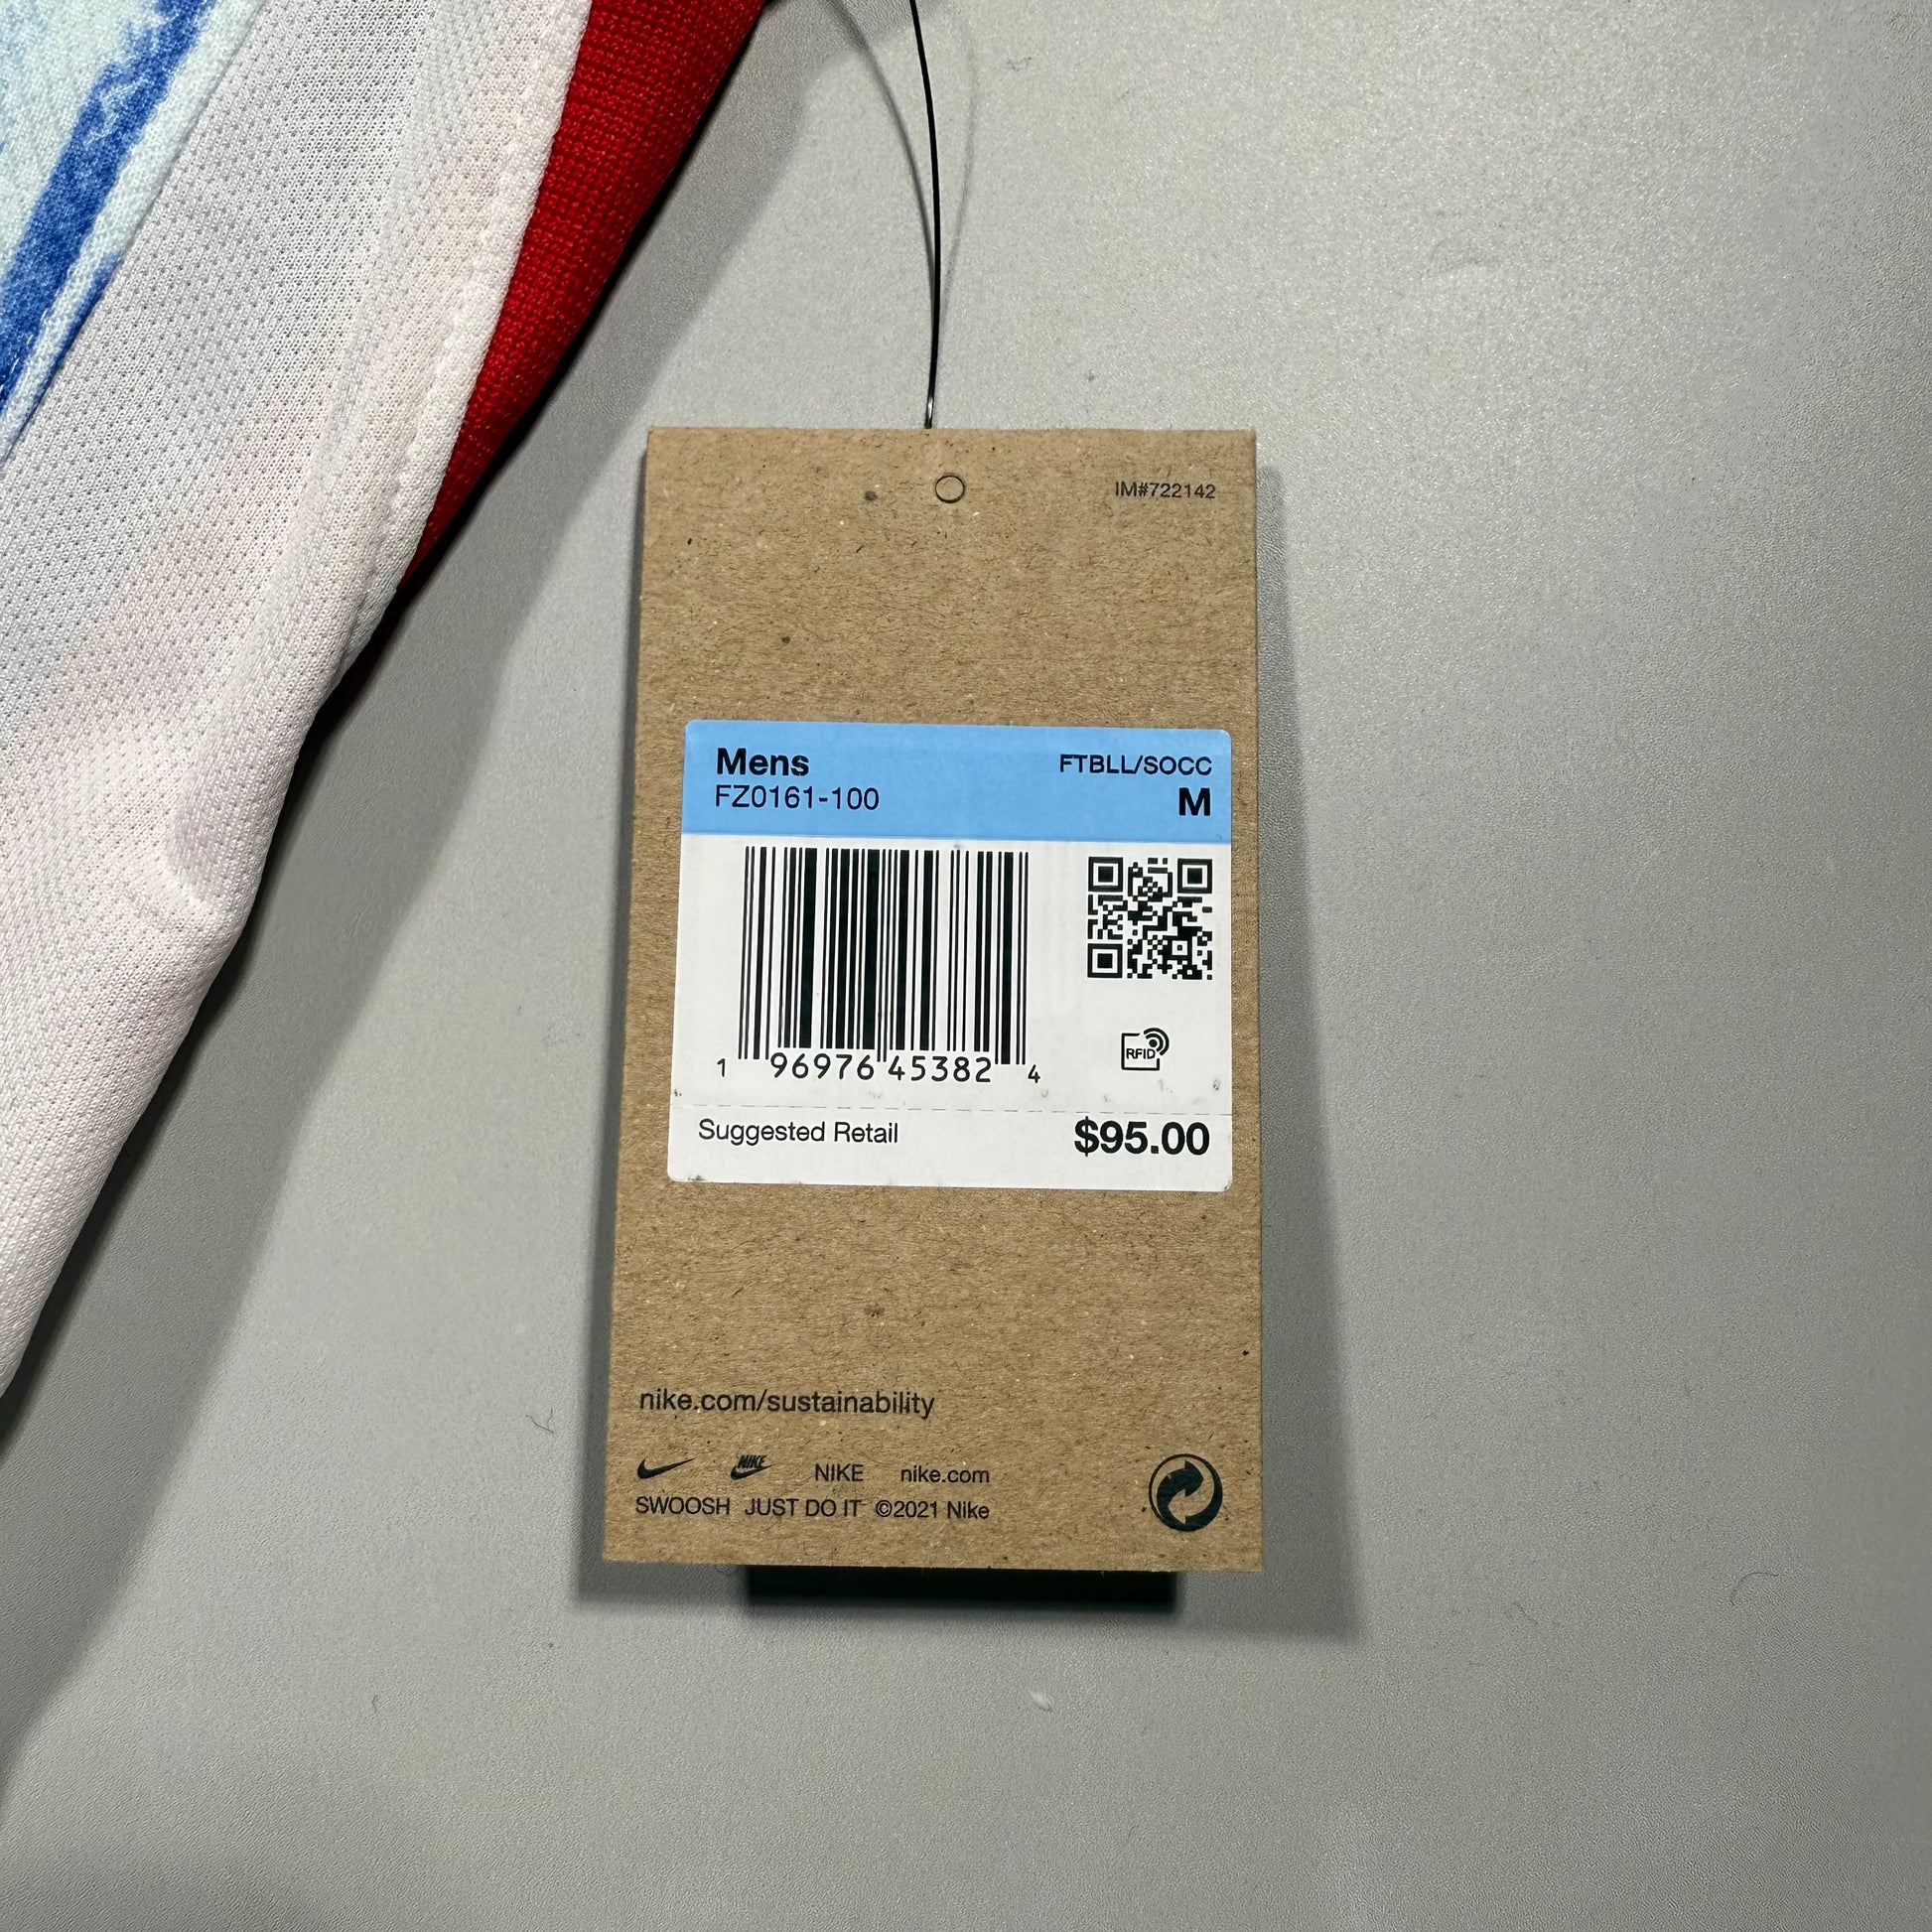 IM#722142
Mens FTBLL/SOCC
FZ0161-100 M
RFID
1 96976 45382 4
Suggested Retail $95.00
nike.com/sustainability
NIKE NIKE nike.com
SWOOSH JUST DO IT ©2021 Nike